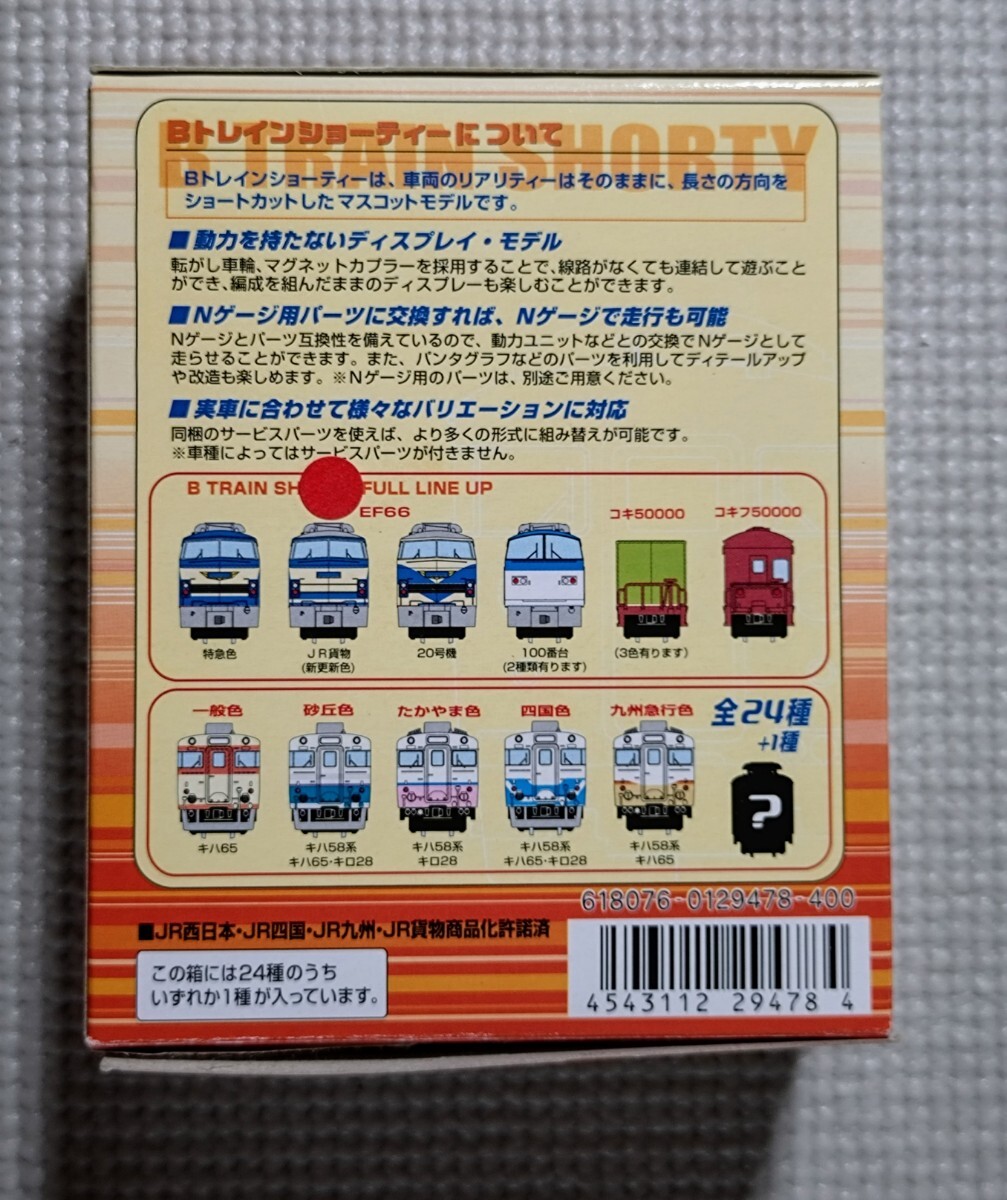 Bトレインショーティーについて
B TRAIN SHORTY
Bトレインショーティーは、車両のリアリティーはそのままに、長さの方向を
ショートカットしたマスコットモデルです。
■動力を持たないディスプレイ・モデル
転がし車輪、マグネットカプラーを採用することで、線路がなくても連結して遊ぶこと
ができ、編成を組んだままのディスプレーも楽しむことができます。
■Nゲージ用パーツに交換すれば、Nゲージで走行も可能
Nゲージとパーツ互換性を備えているので、動力ユニットなどとの交換でNゲージとして
走らせることができます。また、パンタグラフなどのパーツを利用してディテールアップ
や改造も楽しめます。※Nゲージ用のパーツは、別途ご用意ください。
■実車に合わせて様々なバリエーションに対応
同梱のサービスパーツを使えば、より多くの形式に組み替えが可能です。
※車種によってはサービスパーツが付きません。
B TRAIN SH FULL LINE UP
EF66 コキ50000 コキフ50000
特急色 JR貨物 20号機 100番台 (3色有ります)
(新更新色) (2種類有ります)
一般色 砂丘色 たかやま色 四国色 九州急行色 全24種
+1種
?
キハ65 キハ58系 キハ58系 キハ58系 キハ58系
キハ65・キロ28 キロ28 キハ65・キロ28 キハ65
618076-0129478-400
■JR西日本・JR四国・JR九州・JR貨物商品化許諾済
この箱には24種のうち
いずれか1種が入っています。
4543112 29478 4